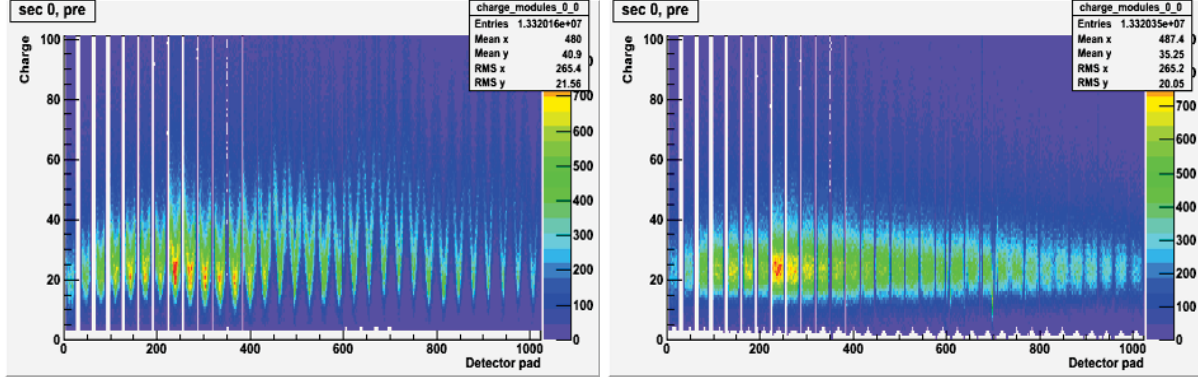 sec 0, pre
charge_modules_0_0
Entries 1.332016e+07
Mean x 480
Mean y 40.9
RMS x 265.4
RMS y 21.56
Charge
100
80
60
40
20
0
0 200 400 600 800 1000
Detector pad
700
600
500
400
300
200
100
0
sec 0, pre
charge_modules_0_0
Entries 1.332035e+07
Mean x 487.4
Mean y 35.25
RMS x 265.2
RMS y 20.05
Charge
100
80
60
40
20
0
0 200 400 600 800 1000
Detector pad
700
600
500
400
300
200
100
0